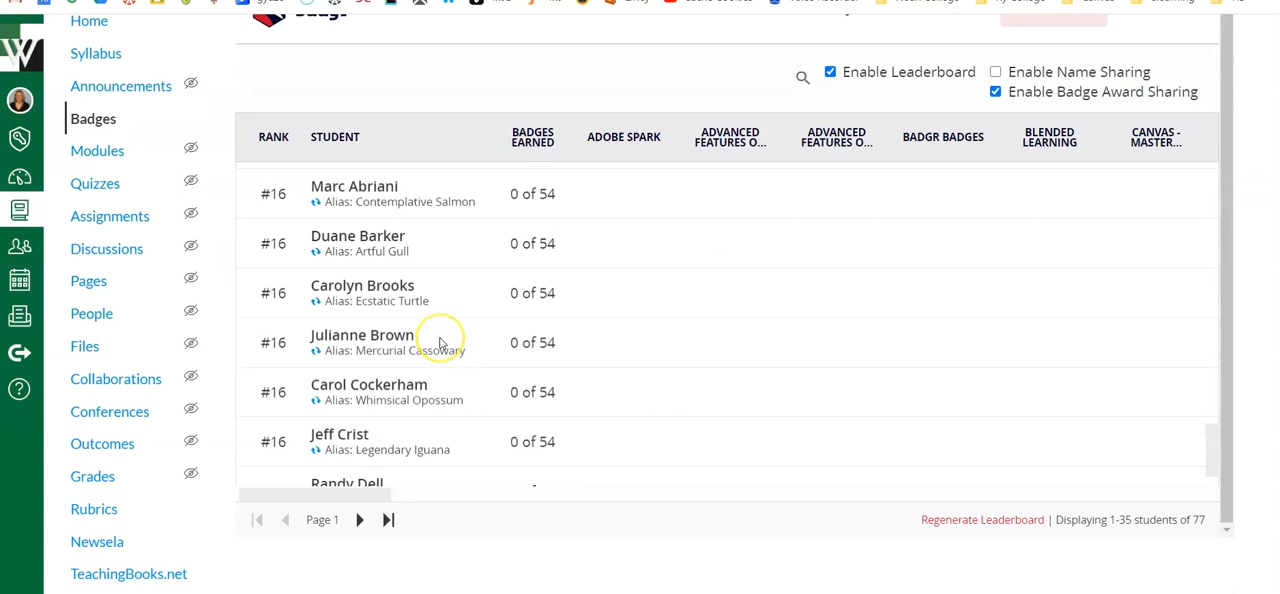 Home
Syllabus
Announcements
Badges
Modules
Quizzes
Assignments
Discussions
Pages
People
Files
Collaborations
Conferences
Outcomes
Grades
Rubrics
Newsela
TeachingBooks.net
Enable Leaderboard Enable Name Sharing
Enable Badge Award Sharing
RANK STUDENT BADGES EARNED ADOBE SPARK ADVANCED FEATURES O... ADVANCED FEATURES O... BADGR BADGES BLENDED LEARNING CANVAS - MASTER...
#16 Marc Abriani 0 of 54
Alias: Contemplative Salmon
#16 Duane Barker 0 of 54
Alias: Artful Gull
#16 Carolyn Brooks 0 of 54
Alias: Ecstatic Turtle
#16 Julianne Brown 0 of 54
Alias: Mercurial Cassowary
#16 Carol Cockerham 0 of 54
Alias: Whimsical Opossum
#16 Jeff Crist 0 of 54
Alias: Legendary Iguana
Randy Dell
Page 1 Regenerate Leaderboard | Displaying 1-35 students of 77